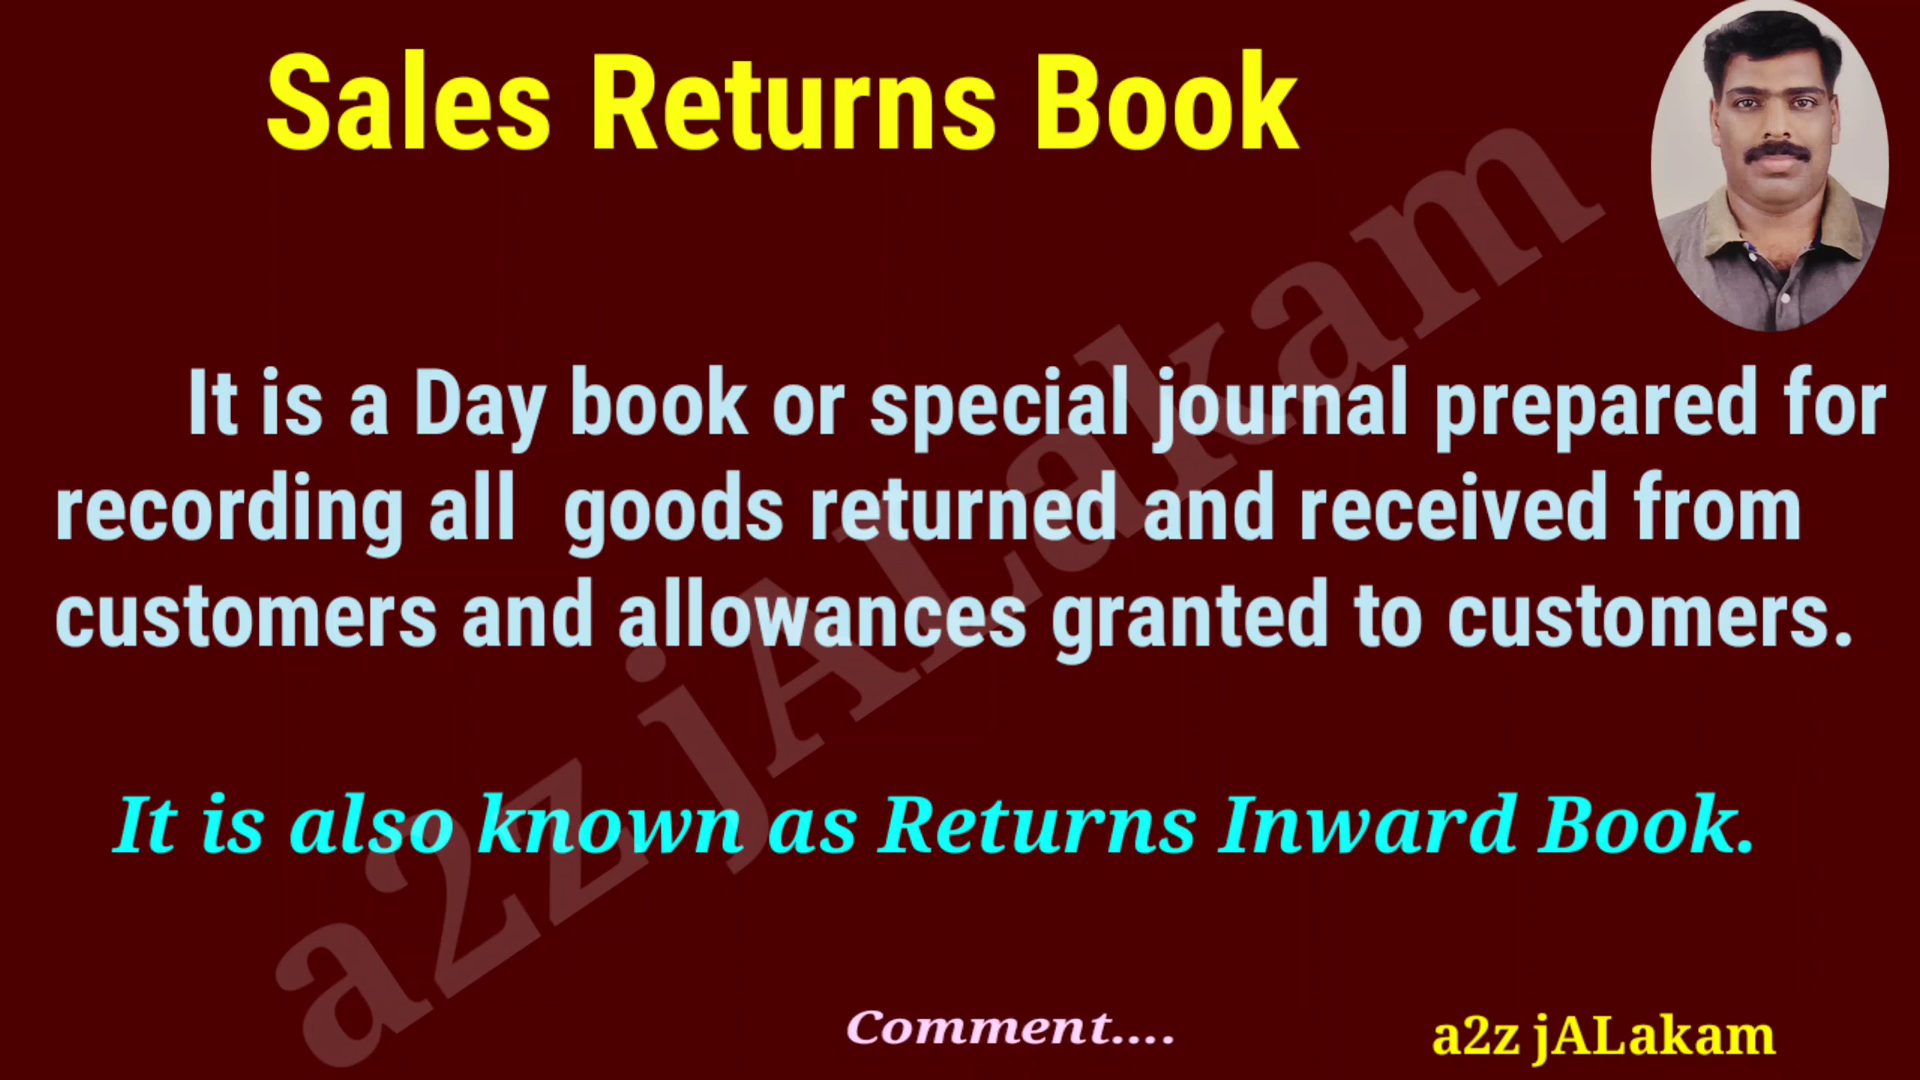 Sales Returns Book
It is a Day book or special journal prepared for
recording all goods returned and received from
customers and allowances granted to customers.
It is also known as Returns Inward Book.
Comment....
a2z jALakam
a2z jALakam